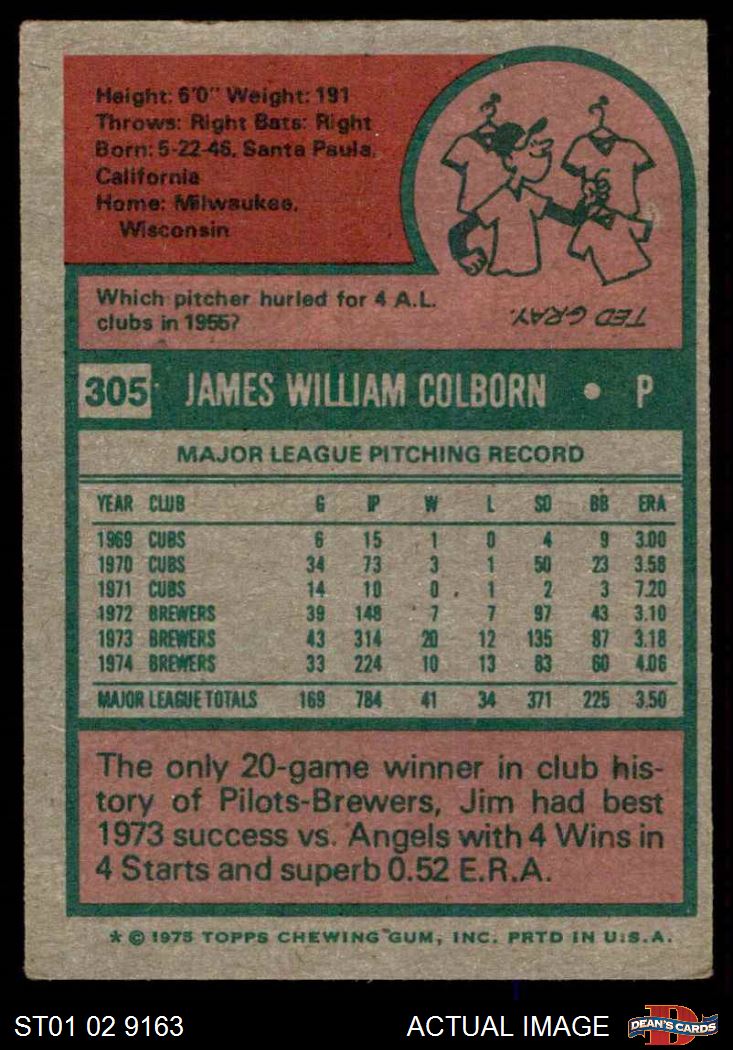 Height: 6'0" Weight: 191
Throws: Right Bats: Right
Born: 5-22-46, Santa Paula,
California
Home: Milwaukee,
Wisconsin
Which pitcher hurled for 4 A.L.
clubs in 1955?
TED GRAY.
305 JAMES WILLIAM COLBORN • P
MAJOR LEAGUE PITCHING RECORD
YEAR CLUB G IP W L SO BB ERA
1969 CUBS 6 15 1 0 4 9 3.00
1970 CUBS 34 73 3 1 50 23 3.58
1971 CUBS 14 10 0 1 2 3 7.20
1972 BREWERS 39 148 7 7 97 43 3.10
1973 BREWERS 43 314 20 12 135 87 3.18
1974 BREWERS 33 224 10 13 83 60 4.06
MAJOR LEAGUE TOTALS 169 784 41 34 371 225 3.50
The only 20-game winner in club his-
tory of Pilots-Brewers, Jim had best
1973 success vs. Angels with 4 Wins in
4 Starts and superb 0.52 E.R.A.
* © 1975 TOPPS CHEWING GUM, INC. PRTD IN U.S.A.
ST01 02 9163 ACTUAL IMAGE D DEAN'S CARDS